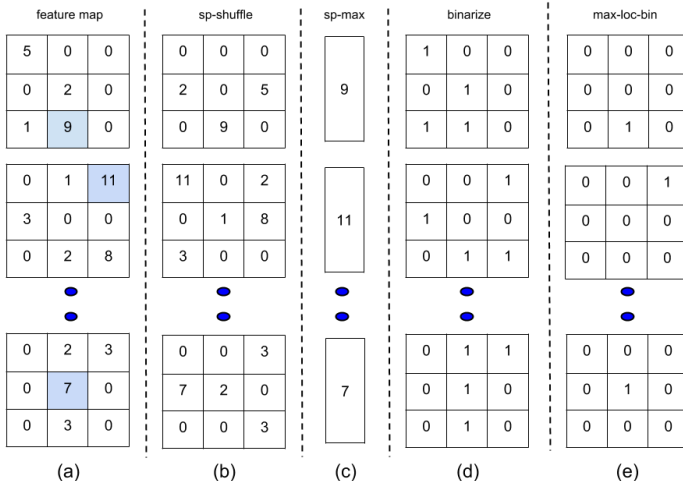 feature map sp-shuffle sp-max binarize max-loc-bin
5 0 0 0 0 0 1 0 0 0 0 0
0 2 0 2 0 5 9 0 1 0 0 0 0
1 9 0 0 9 0 1 1 0 0 1 0
0 1 11 11 0 2 0 0 1 0 0 1
3 0 0 0 1 8 11 1 0 0 0 0 0
0 2 8 3 0 0 0 1 1 0 0 0
0 2 3 0 0 3 0 1 1 0 0 0
0 7 0 7 2 0 7 0 1 0 0 1 0
0 3 0 0 0 3 0 1 0 0 0 0
(a) (b) (c) (d) (e)